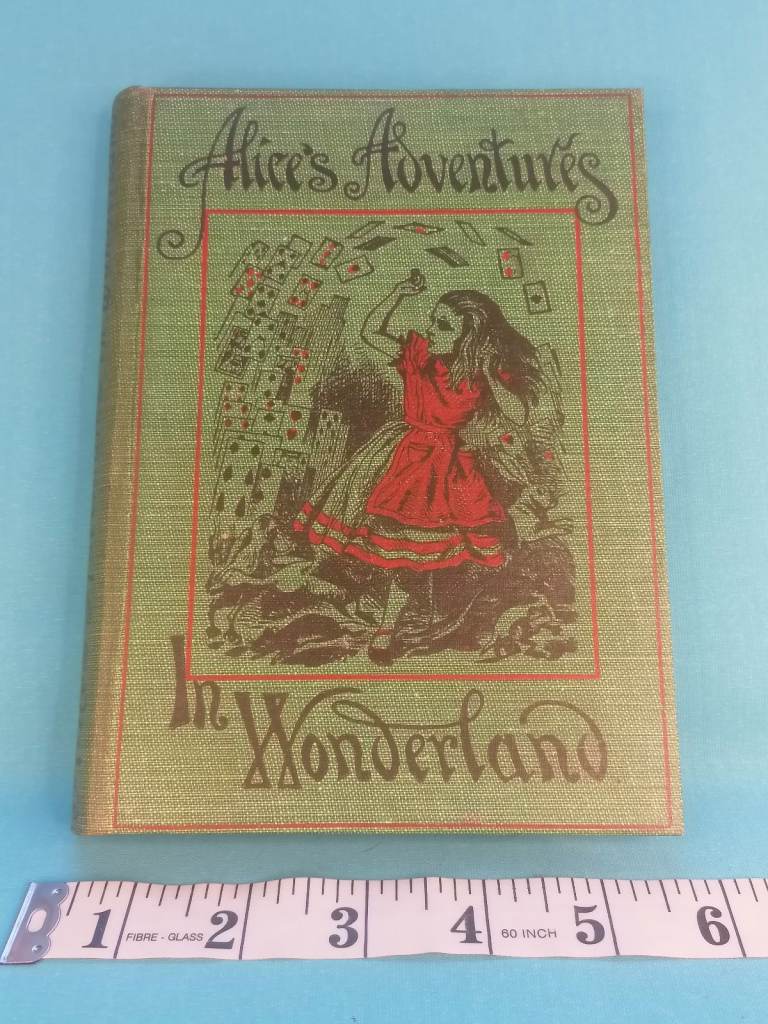 Alice's Adventures
In
Wonderland
1 FIBRE - GLASS 2 3 4 60 INCH 5 6